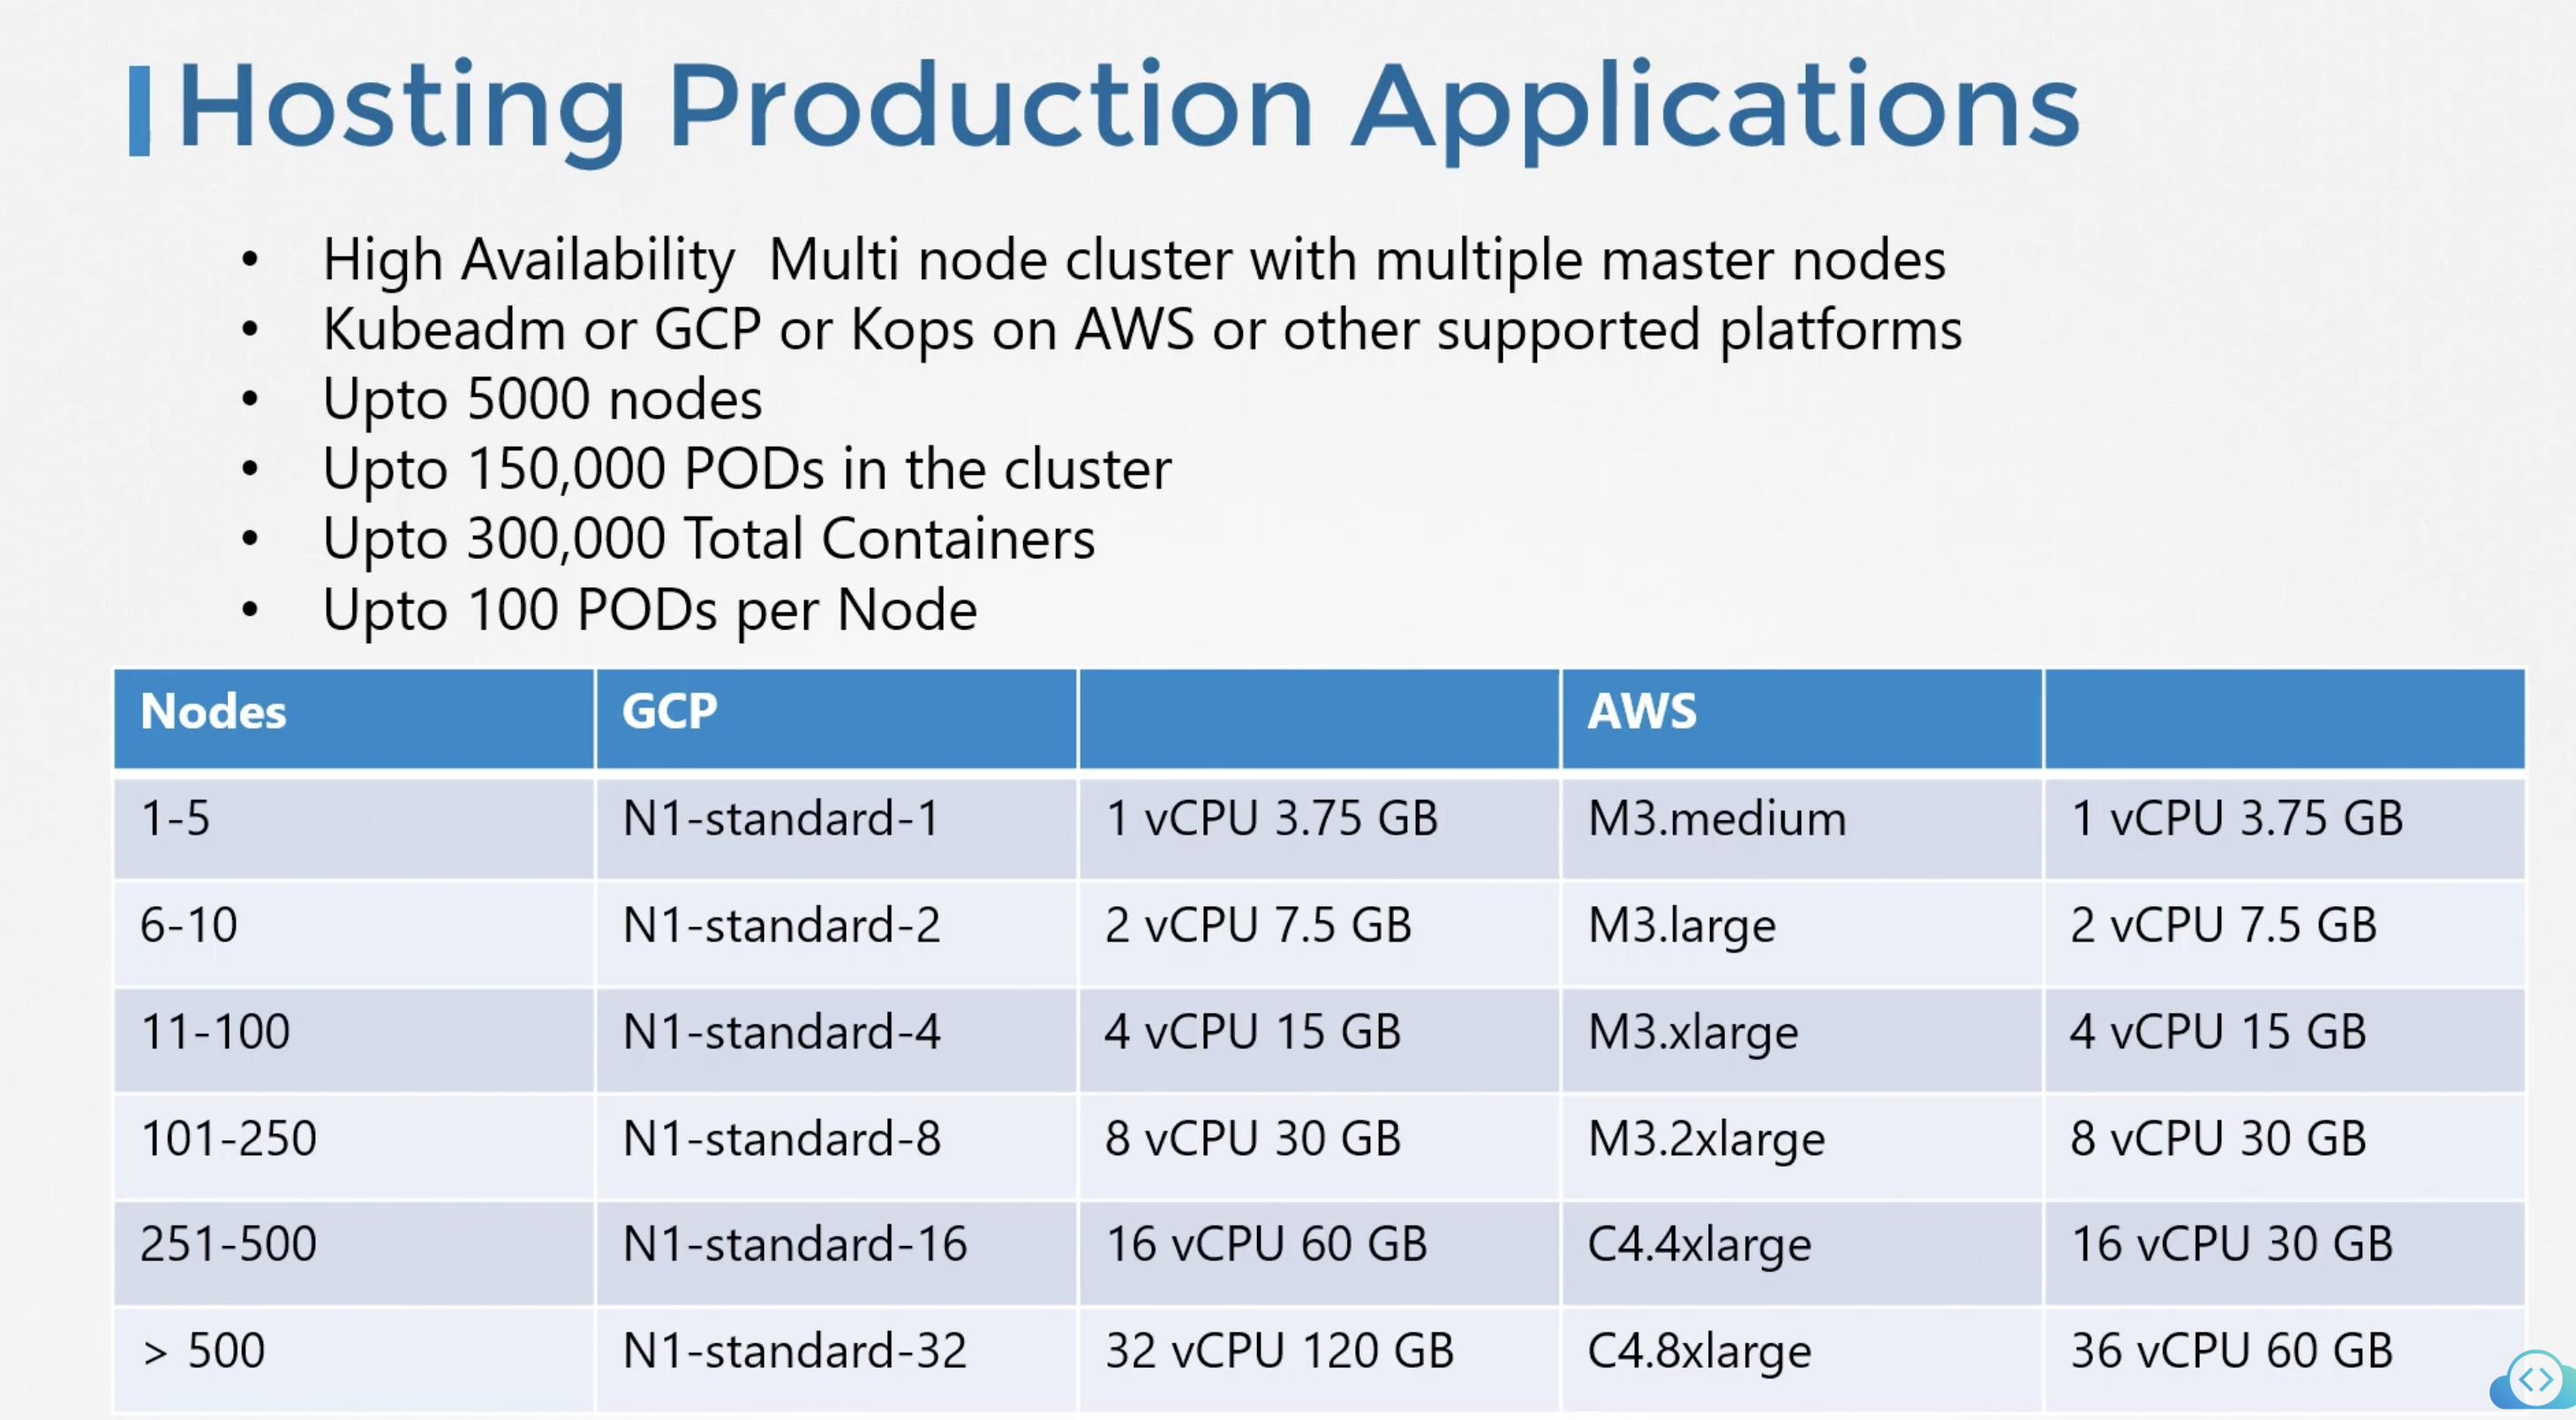 Hosting Production Applications
• High Availability  Multi node cluster with multiple master nodes
• Kubeadm or GCP or Kops on AWS or other supported platforms
• Upto 5000 nodes
• Upto 150,000 PODs in the cluster
• Upto 300,000 Total Containers
• Upto 100 PODs per Node
Nodes GCP AWS
1-5 N1-standard-1 1 vCPU 3.75 GB M3.medium 1 vCPU 3.75 GB
6-10 N1-standard-2 2 vCPU 7.5 GB M3.large 2 vCPU 7.5 GB
11-100 N1-standard-4 4 vCPU 15 GB M3.xlarge 4 vCPU 15 GB
101-250 N1-standard-8 8 vCPU 30 GB M3.2xlarge 8 vCPU 30 GB
251-500 N1-standard-16 16 vCPU 60 GB C4.4xlarge 16 vCPU 30 GB
> 500 N1-standard-32 32 vCPU 120 GB C4.8xlarge 36 vCPU 60 GB